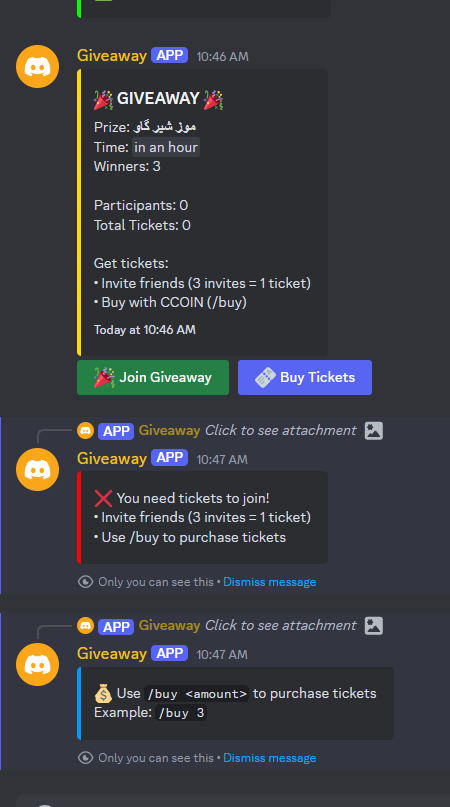 Giveaway APP 10:46 AM
🎉 GIVEAWAY 🎉
Prize: موز شیر گاو
Time: in an hour
Winners: 3
Participants: 0
Total Tickets: 0
Get tickets:
• Invite friends (3 invites = 1 ticket)
• Buy with CCOIN (/buy)
Today at 10:46 AM
🎉 Join Giveaway
🎟️ Buy Tickets
APP Giveaway Click to see attachment
Giveaway APP 10:47 AM
❌ You need tickets to join!
• Invite friends (3 invites = 1 ticket)
• Use /buy to purchase tickets
Only you can see this • Dismiss message
APP Giveaway Click to see attachment
Giveaway APP 10:47 AM
💰 Use /buy <amount> to purchase tickets
Example: /buy 3
Only you can see this • Dismiss message